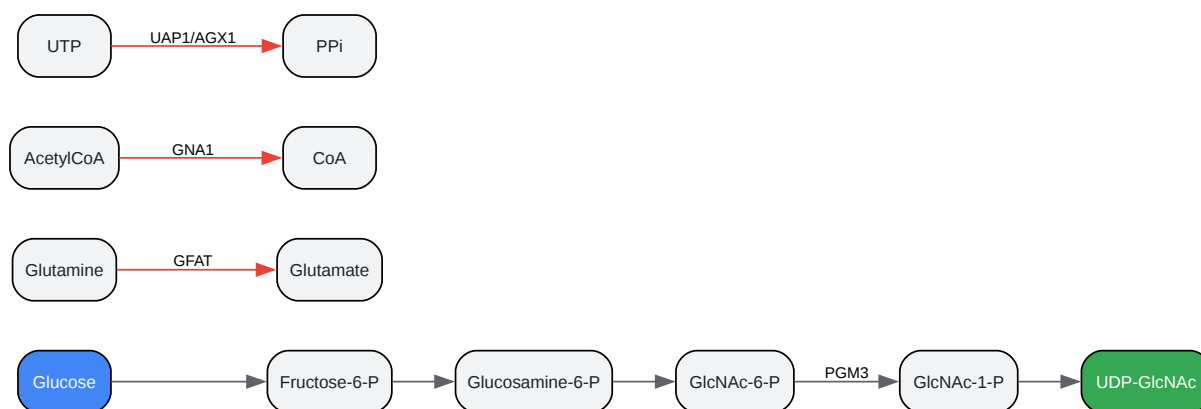 UTP
UAP1/AGX1
PPi
AcetylCoA
GNA1
CoA
Glutamine
GFAT
Glutamate
Glucose
Fructose-6-P
Glucosamine-6-P
GlcNAc-6-P
PGM3
GlcNAc-1-P
UDP-GlcNAc